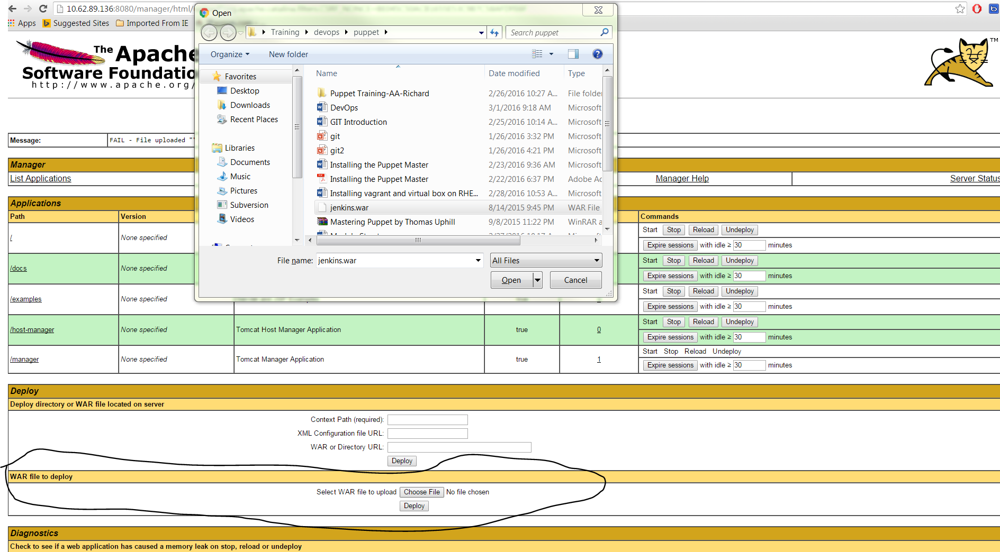 10.62.89.136:8080/manager/html/
Apps Suggested Sites Imported From IE
The Apache
Software Foundatio
http://www.apache.org/
TM
Message: FAIL - File uploaded "
Manager
List Applications Manager Help Server Status
Applications
Path Version Commands
/ None specified Start Stop Reload Undeploy
Expire sessions with idle ≥ 30 minutes
/docs None specified Start Stop Reload Undeploy
Expire sessions with idle ≥ 30 minutes
/examples None specified Start Stop Reload Undeploy
Expire sessions with idle ≥ 30 minutes
/host-manager None specified Tomcat Host Manager Application true 0 Start Stop Reload Undeploy
Expire sessions with idle ≥ 30 minutes
/manager None specified Tomcat Manager Application true 1 Start Stop Reload Undeploy
Expire sessions with idle ≥ 30 minutes
Deploy
Deploy directory or WAR file located on server
Context Path (required):
XML Configuration file URL:
WAR or Directory URL:
Deploy
WAR file to deploy
Select WAR file to upload Choose File No file chosen
Deploy
Diagnostics
Check to see if a web application has caused a memory leak on stop, reload or undeploy
Open
Training devops puppet Search puppet
Organize New folder
Favorites
Desktop
Downloads
Recent Places
Libraries
Documents
Music
Pictures
Subversion
Videos
Name Date modified Type
Puppet Training-AA-Richard 2/26/2016 10:27 A... File folder
DevOps 3/1/2016 9:18 AM Microsoft
GIT Introduction 2/25/2016 10:14 A... Microsoft
git 1/26/2016 3:32 PM Microsoft
git2 1/26/2016 4:21 PM Microsoft
Installing the Puppet Master 2/23/2016 9:36 AM Microsoft
Installing the Puppet Master 2/22/2016 6:37 PM Adobe Ac
Installing vagrant and virtual box on RHE... 2/28/2016 10:53 A... Microsoft
jenkins.war 8/14/2015 9:45 PM WAR File
Mastering Puppet by Thomas Uphill 9/8/2015 11:22 PM WinRAR a
File name: jenkins.war All Files
Open Cancel